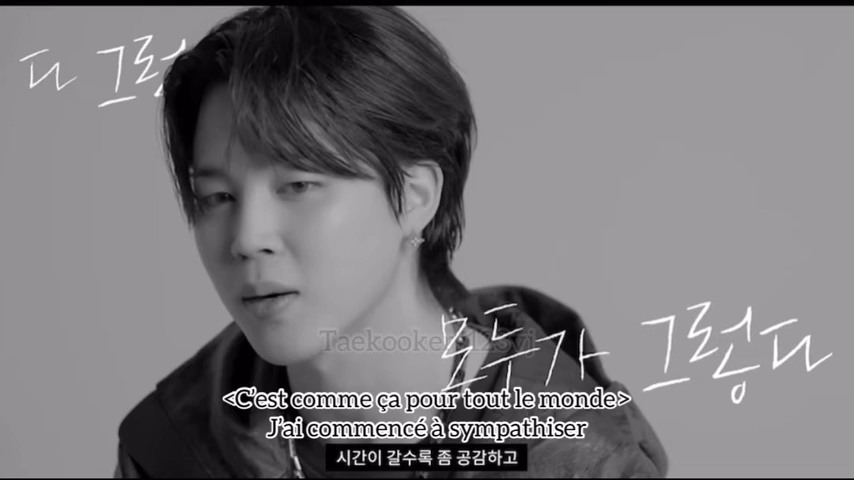 다 그렇
모두가 그렇다
<C'est comme ça pour tout le monde>
J'ai commencé à sympathiser
시간이 갈수록 좀 공감하고